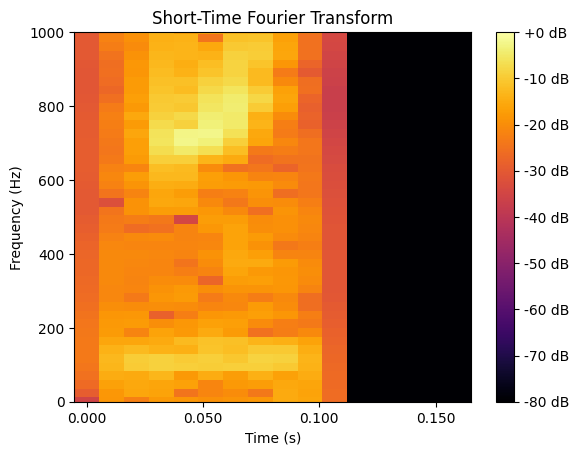 Short-Time Fourier Transform
Frequency (Hz)
1000
800
600
400
200
0
0.000
0.050
0.100
0.150
Time (s)
+0 dB
-10 dB
-20 dB
-30 dB
-40 dB
-50 dB
-60 dB
-70 dB
-80 dB